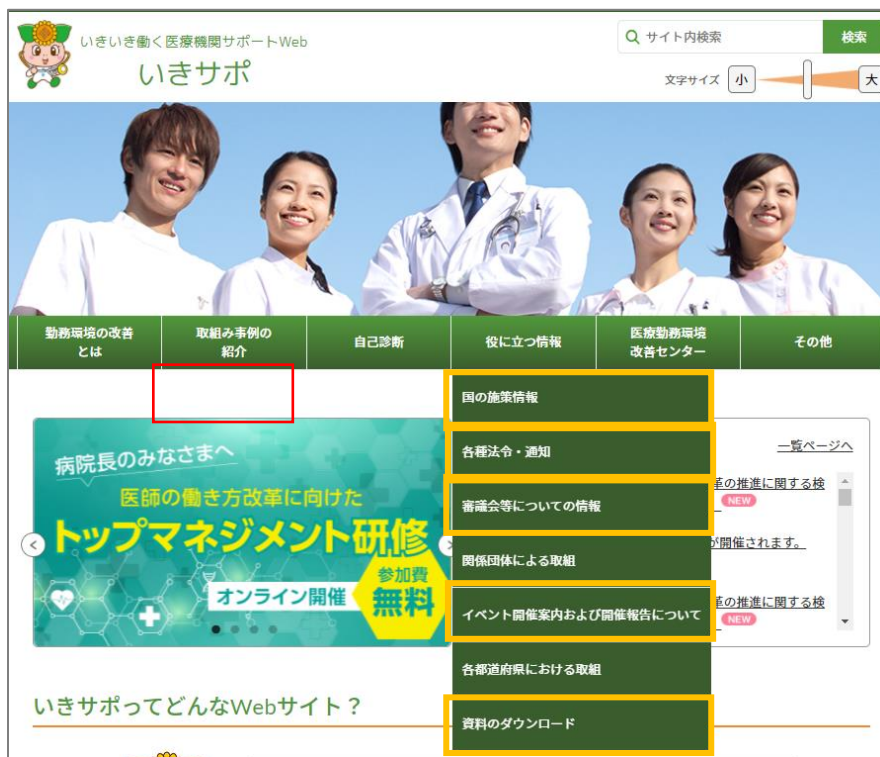 いきいき働く医療機関サポートWeb
いきサポ
サイト内検索
検索
文字サイズ
小
大
勤務環境の改善
とは
取組み事例の
紹介
自己診断
役に立つ情報
医療勤務環境
改善センター
その他
国の施策情報
各種法令・通知
審議会等についての情報
関係団体による取組
イベント開催案内および開催報告について
各都道府県における取組
資料のダウンロード
病院長のみなさまへ
医師の働き方改革に向けた
トップマネジメント研修
オンライン開催
参加費
無料
一覧ページへ
革の推進に関する検
NEW
が開催されます。
革の推進に関する検
NEW
いきサポってどんなWebサイト？